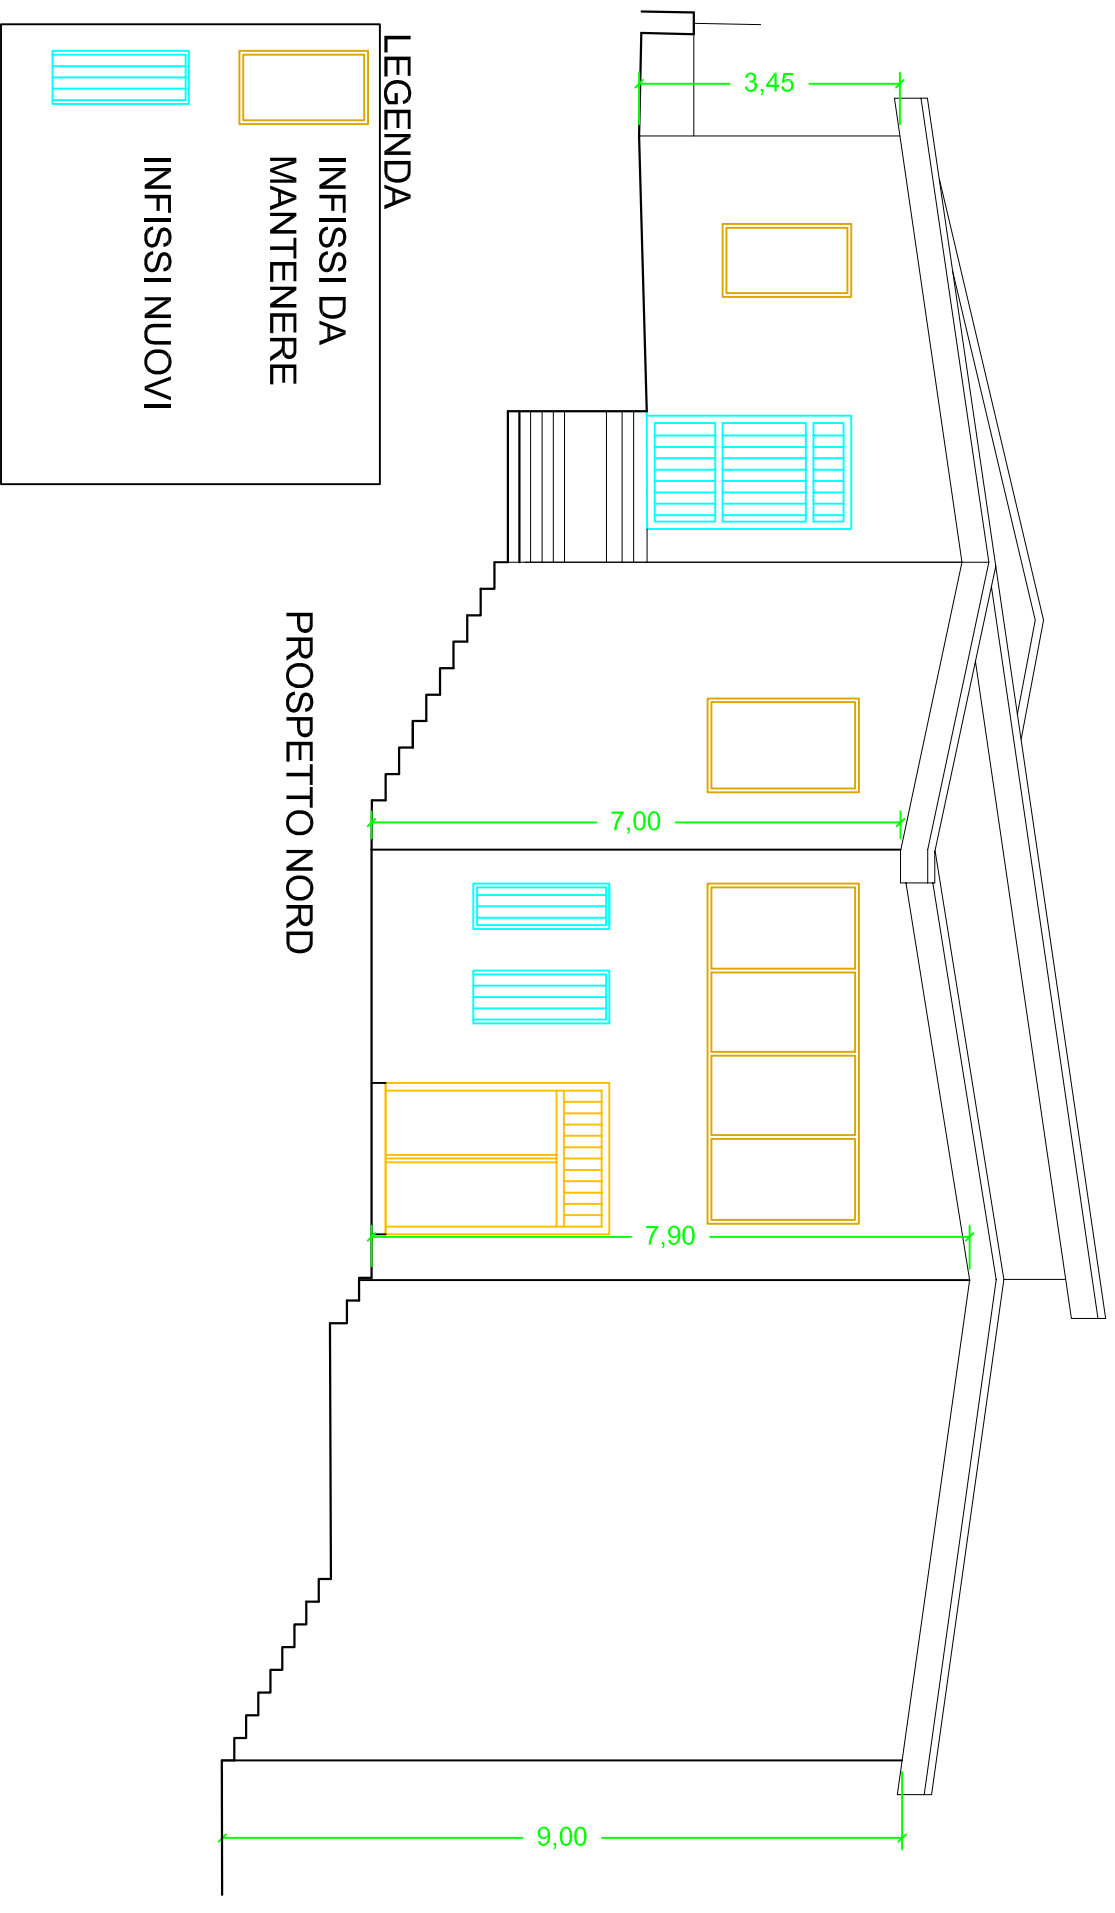 LEGENDA
INFISSI DA
MANTENERE
INFISSI NUOVI
PROSPETTO NORD
3,45
7,00
7,90
9,00